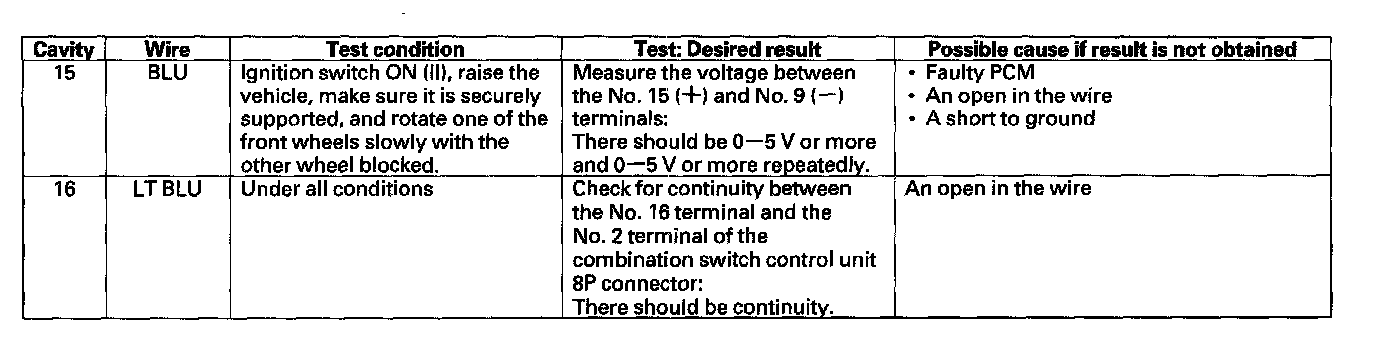 Cavity Wire Test condition Test: Desired result Possible cause if result is not obtained
15 BLU Ignition switch ON (II), raise the
vehicle, make sure it is securely
supported, and rotate one of the
front wheels slowly with the
other wheel blocked.
Measure the voltage between
the No. 15 (+) and No. 9 (−)
terminals:
There should be 0—5 V or more
and 0—5 V or more repeatedly.
• Faulty PCM
• An open in the wire
• A short to ground
16 LT BLU Under all conditions
Check for continuity between
the No. 16 terminal and the
No. 2 terminal of the
combination switch control unit
8P connector:
There should be continuity.
An open in the wire